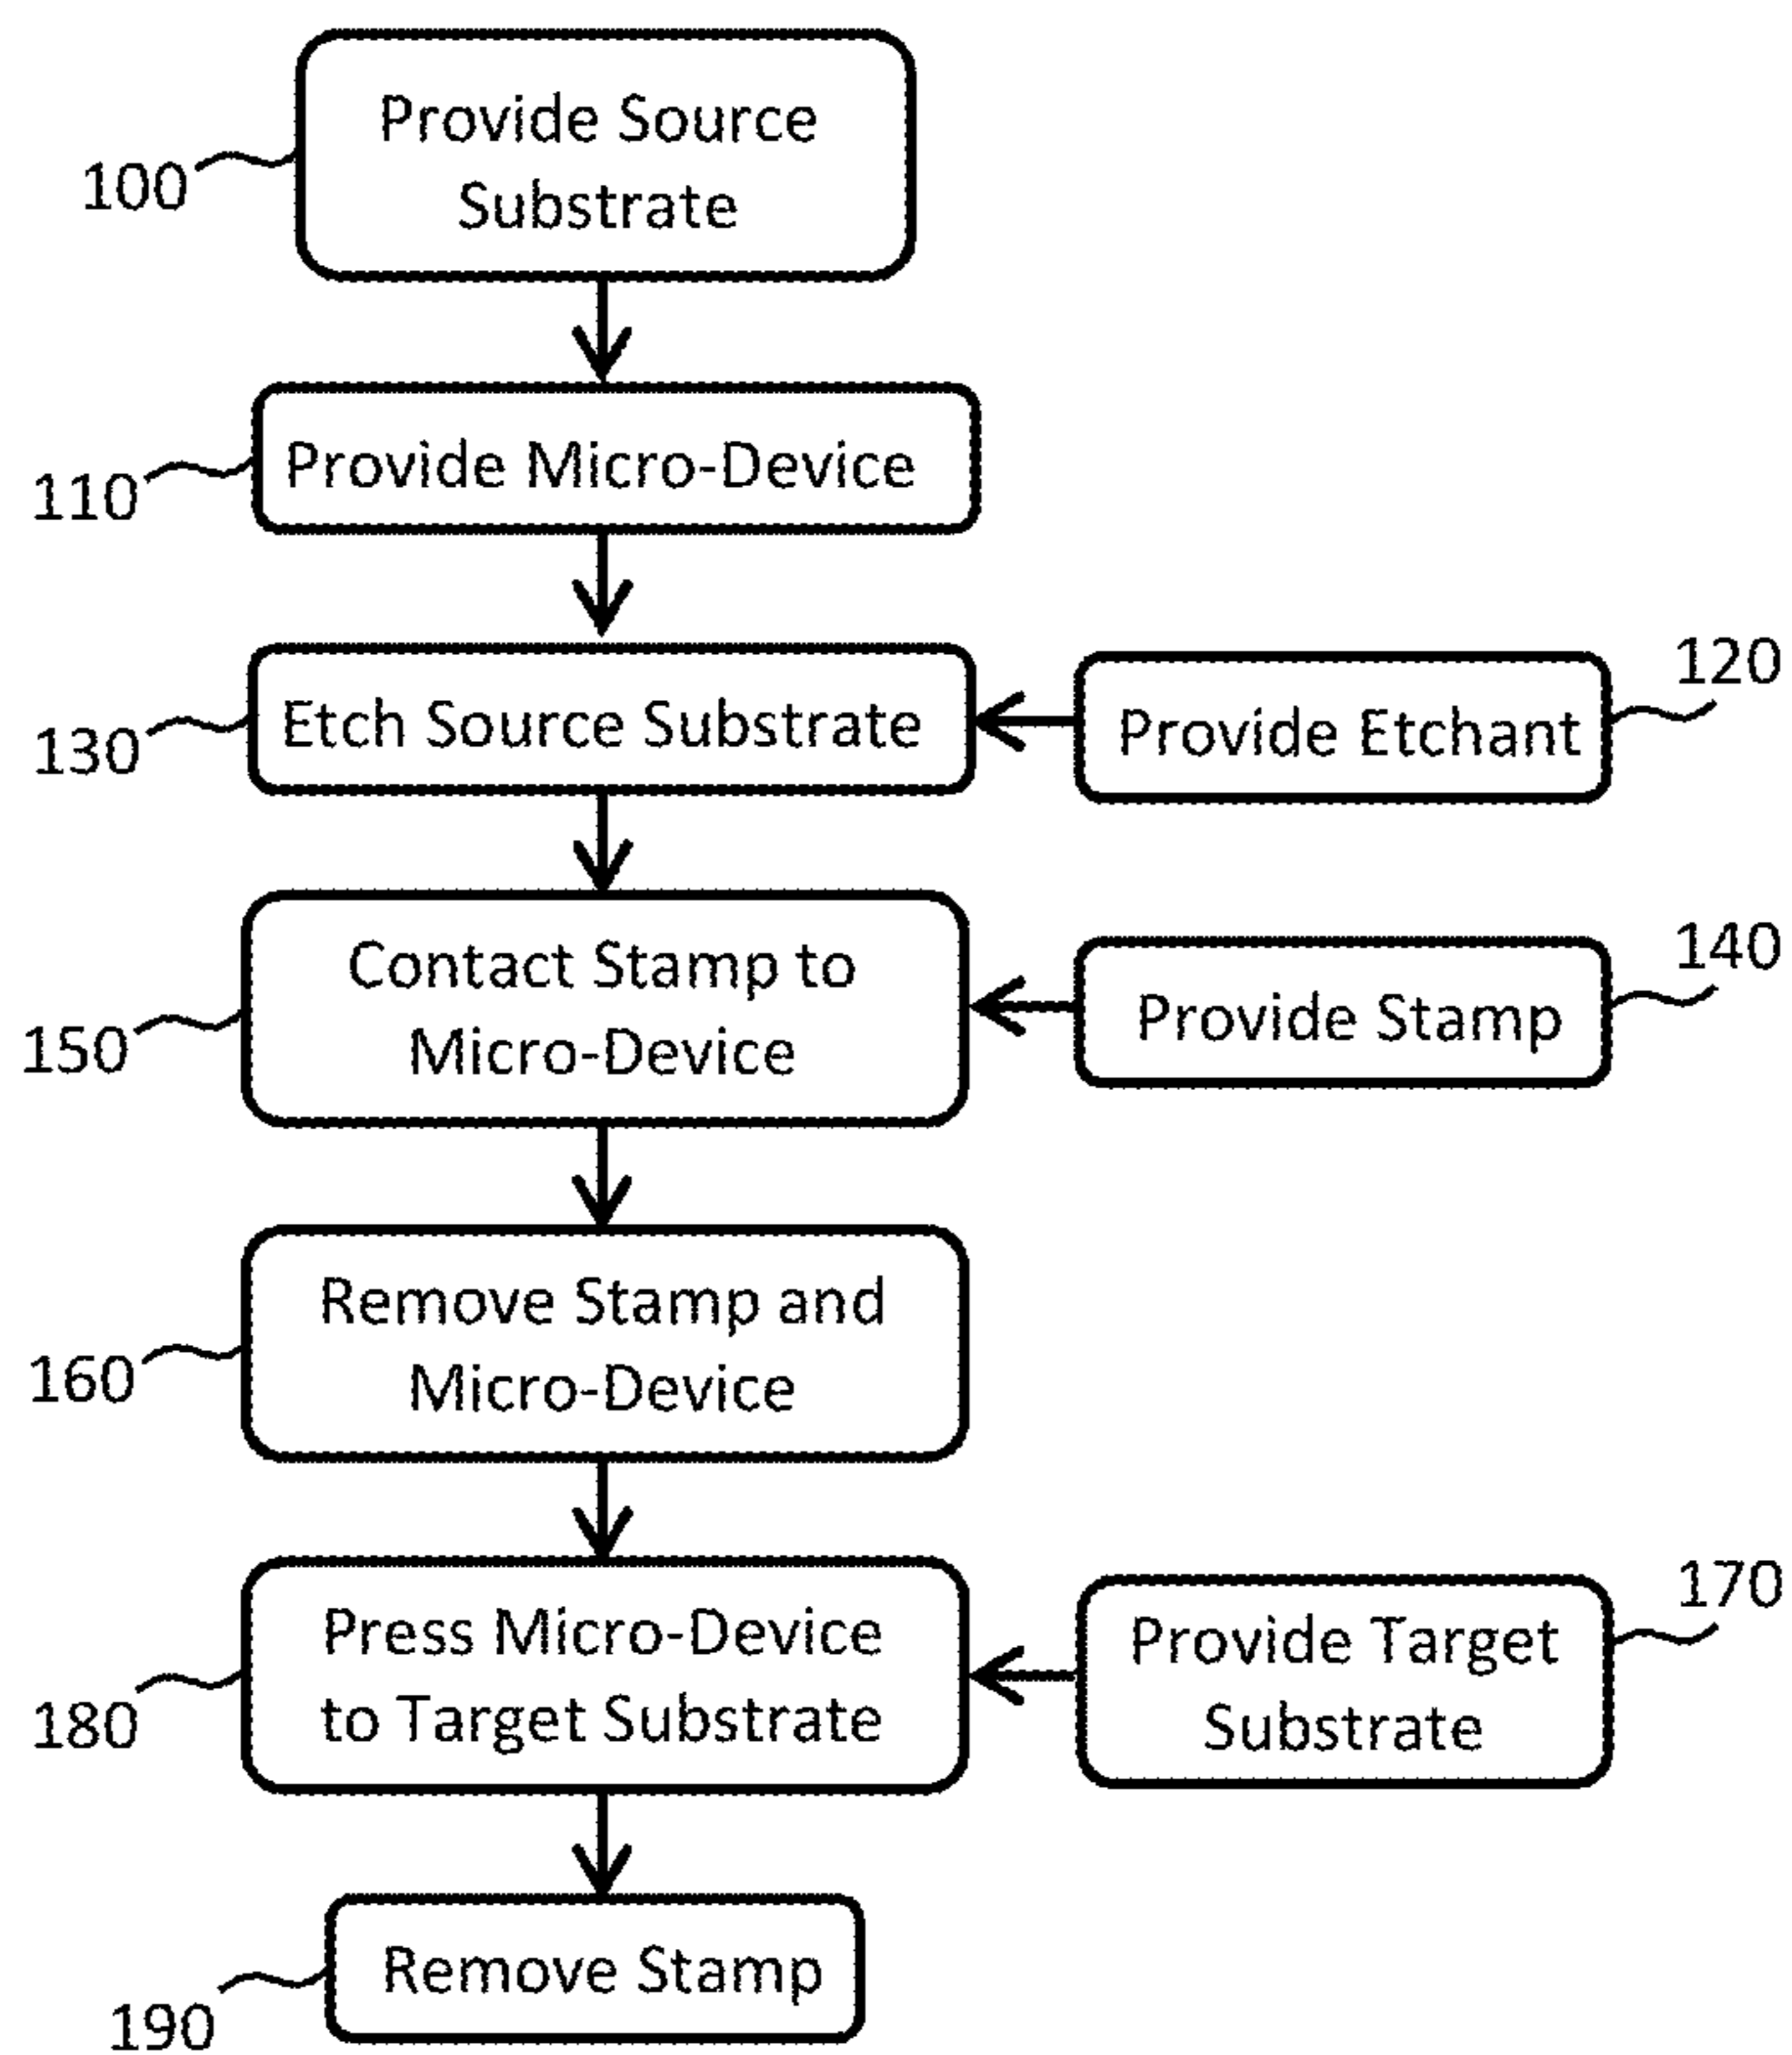 Provide Source
Substrate
100
Provide Micro-Device
110
Etch Source Substrate
130
Provide Etchant
120
Contact Stamp to
Micro-Device
150
Provide Stamp
140
Remove Stamp and
Micro-Device
160
Press Micro-Device
to Target Substrate
180
Provide Target
Substrate
170
Remove Stamp
190